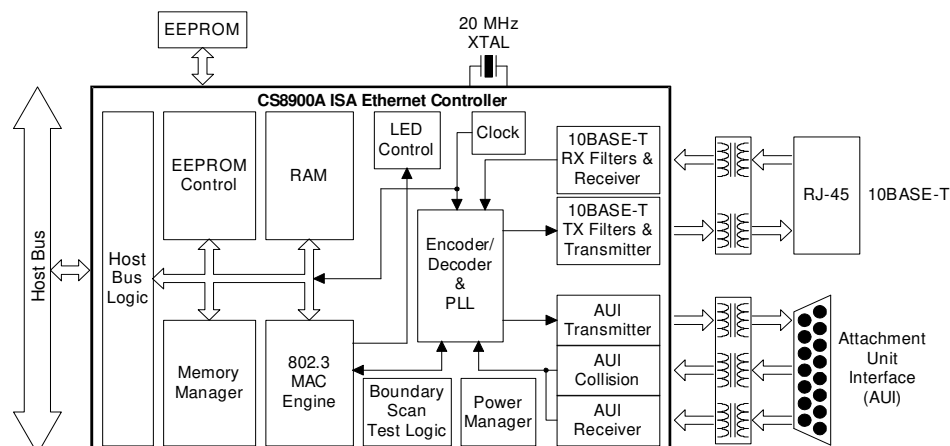 EEPROM
20 MHz
XTAL
CS8900A ISA Ethernet Controller
Host Bus
Host
Bus
Logic
EEPROM
Control
RAM
LED
Control
Clock
10BASE-T
RX Filters &
Receiver
10BASE-T
TX Filters &
Transmitter
Encoder/
Decoder
&
PLL
Memory
Manager
802.3
MAC
Engine
Boundary
Scan
Test Logic
Power
Manager
AUI
Transmitter
AUI
Collision
AUI
Receiver
RJ-45
10BASE-T
Attachment
Unit
Interface
(AUI)